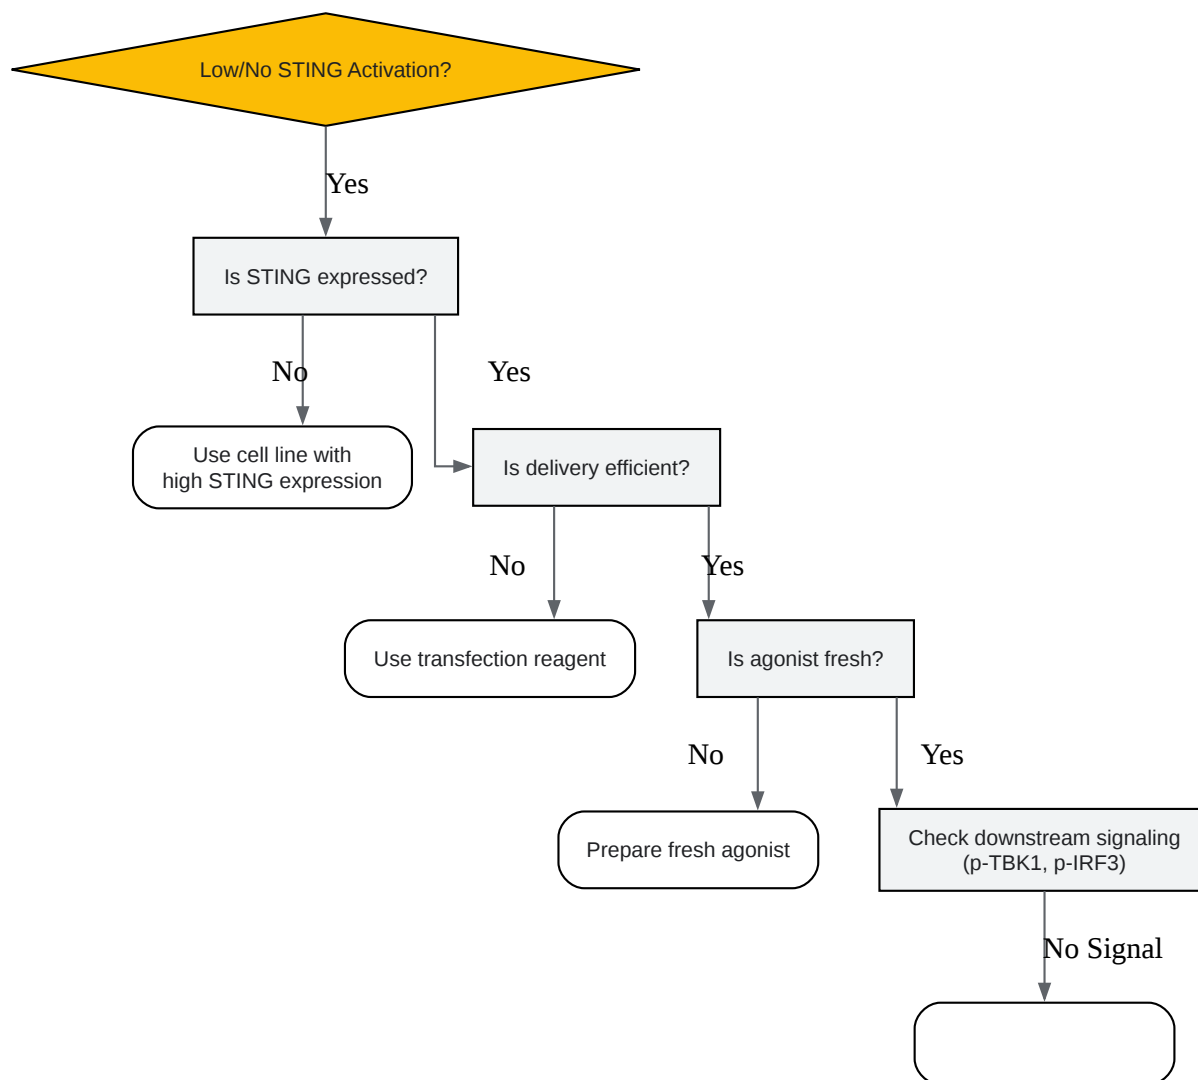 Low/No STING Activation?
Yes
Is STING expressed?
No
Yes
Use cell line with
high STING expression
Is delivery efficient?
No
Yes
Use transfection reagent
Is agonist fresh?
No
Yes
Prepare fresh agonist
Check downstream signaling
(p-TBK1, p-IRF3)
No Signal